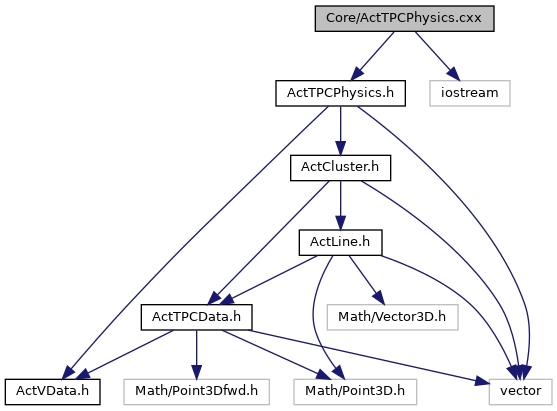 Core/ActTPCPhysics.cxx
ActTPCPhysics.h
iostream
ActCluster.h
ActLine.h
ActTPCData.h
Math/Vector3D.h
ActVData.h
Math/Point3Dfwd.h
Math/Point3D.h
vector